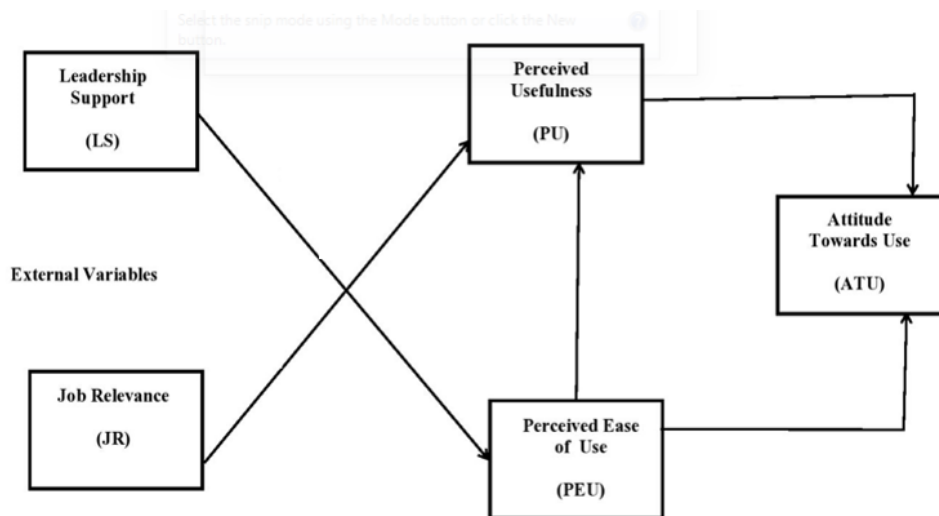 Select the snip mode using the Mode button or click the New
button.
Leadership
Support
(LS)
Perceived
Usefulness
(PU)
Attitude
Towards Use
(ATU)
External Variables
Job Relevance
(JR)
Perceived Ease
of Use
(PEU)